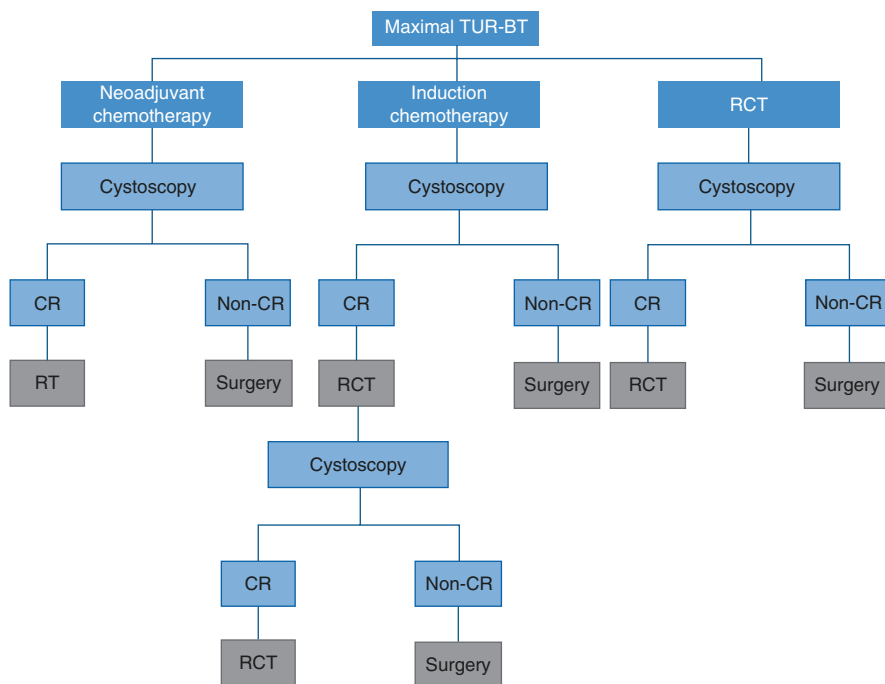 Maximal TUR-BT
Neoadjuvant
chemotherapy
Induction
chemotherapy
RCT
Cystoscopy
Cystoscopy
Cystoscopy
CR
Non-CR
CR
Non-CR
CR
Non-CR
RT
Surgery
RCT
Surgery
RCT
Surgery
Cystoscopy
CR
Non-CR
RCT
Surgery